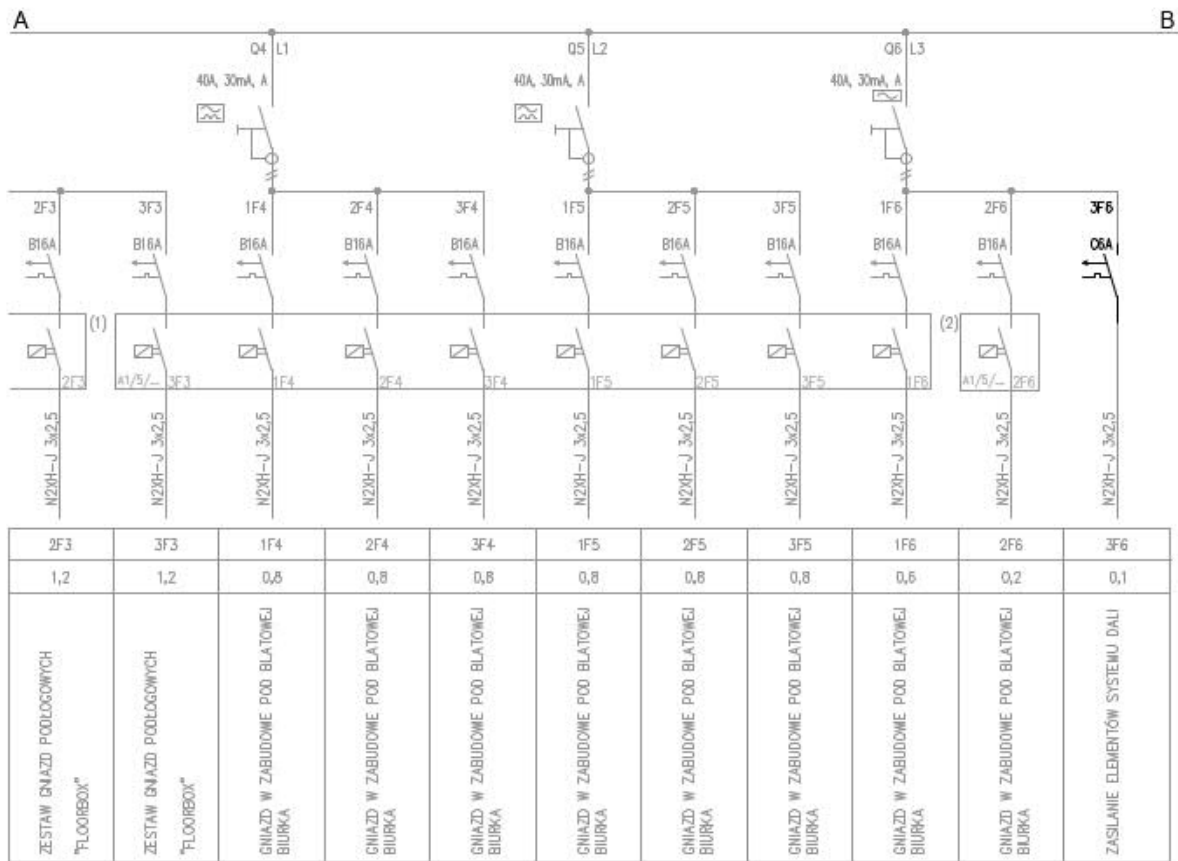 A B
Q4 L1 Q5 L2 Q6 L3
40A, 30mA, A 40A, 30mA, A 40A, 30mA, A
2F3 3F3 1F4 2F4 3F4 1F5 2F5 3F5 1F6 2F6 3F6
B16A B16A B16A B16A B16A B16A B16A B16A B16A B16A C6A
(1) (2)
2F3 A1/5/... 3F3 1F4 2F4 3F4 1F5 2F5 3F5 1F6 A1/5/... 2F6
N2XH-J 3x2,5 N2XH-J 3x2,5 N2XH-J 3x2,5 N2XH-J 3x2,5 N2XH-J 3x2,5 N2XH-J 3x2,5 N2XH-J 3x2,5 N2XH-J 3x2,5 N2XH-J 3x2,5 N2XH-J 3x2,5 N2XH-J 3x2,5
2F3 3F3 1F4 2F4 3F4 1F5 2F5 3F5 1F6 2F6 3F6
1,2 1,2 0,8 0,8 0,8 0,8 0,8 0,8 0,6 0,2 0,1
ZESTAW GNIAZD PODŁOGOWYCH
"FLOORBOX"
ZESTAW GNIAZD PODŁOGOWYCH
"FLOORBOX"
GNIAZD W ZABUDOWIE POD BLATOWEJ
BIURKA
GNIAZD W ZABUDOWIE POD BLATOWEJ
BIURKA
GNIAZD W ZABUDOWIE POD BLATOWEJ
BIURKA
GNIAZD W ZABUDOWIE POD BLATOWEJ
BIURKA
GNIAZD W ZABUDOWIE POD BLATOWEJ
BIURKA
GNIAZD W ZABUDOWIE POD BLATOWEJ
BIURKA
GNIAZD W ZABUDOWIE POD BLATOWEJ
BIURKA
GNIAZD W ZABUDOWIE POD BLATOWEJ
BIURKA
ZASILANIE ELEMENTÓW SYSTEMU DALI